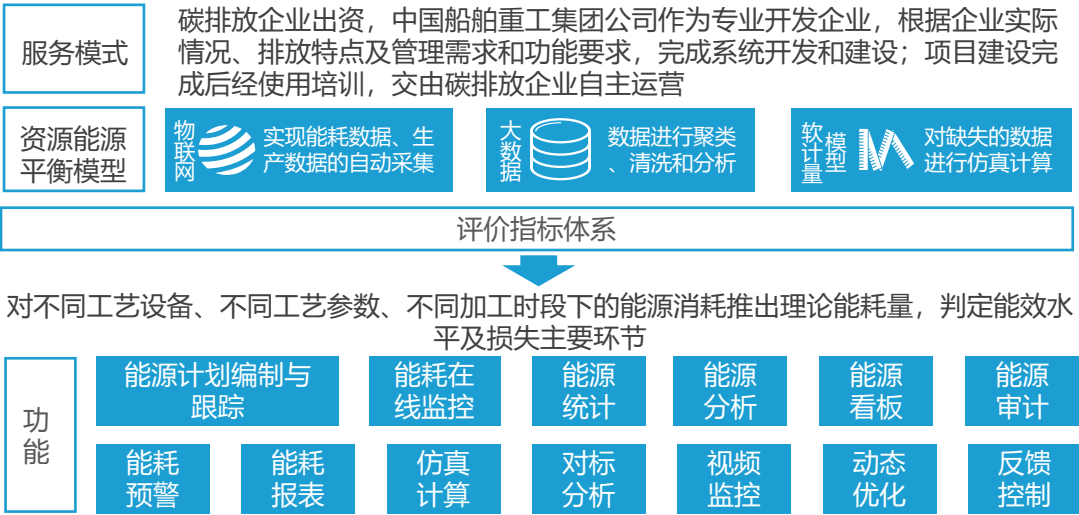 服务模式
碳排放企业出资，中国船舶重工集团公司作为专业开发企业，根据企业实际
情况、排放特点及管理需求和功能要求，完成系统开发和建设；项目建设完
成后经使用培训，交由碳排放企业自主运营
资源能源
平衡模型
物联网
实现能耗数据、生
产数据的自动采集
大数据
数据进行聚类
、清洗和分析
软计量
模型
对缺失的数据
进行仿真计算
评价指标体系
对不同工艺设备、不同工艺参数、不同加工时段下的能源消耗推出理论能耗量，判定能效水
平及损失主要环节
功能
能源计划编制与
跟踪
能耗在
线监控
能源
统计
能源
分析
能源
看板
能源
审计
能耗
预警
能耗
报表
仿真
计算
对标
分析
视频
监控
动态
优化
反馈
控制